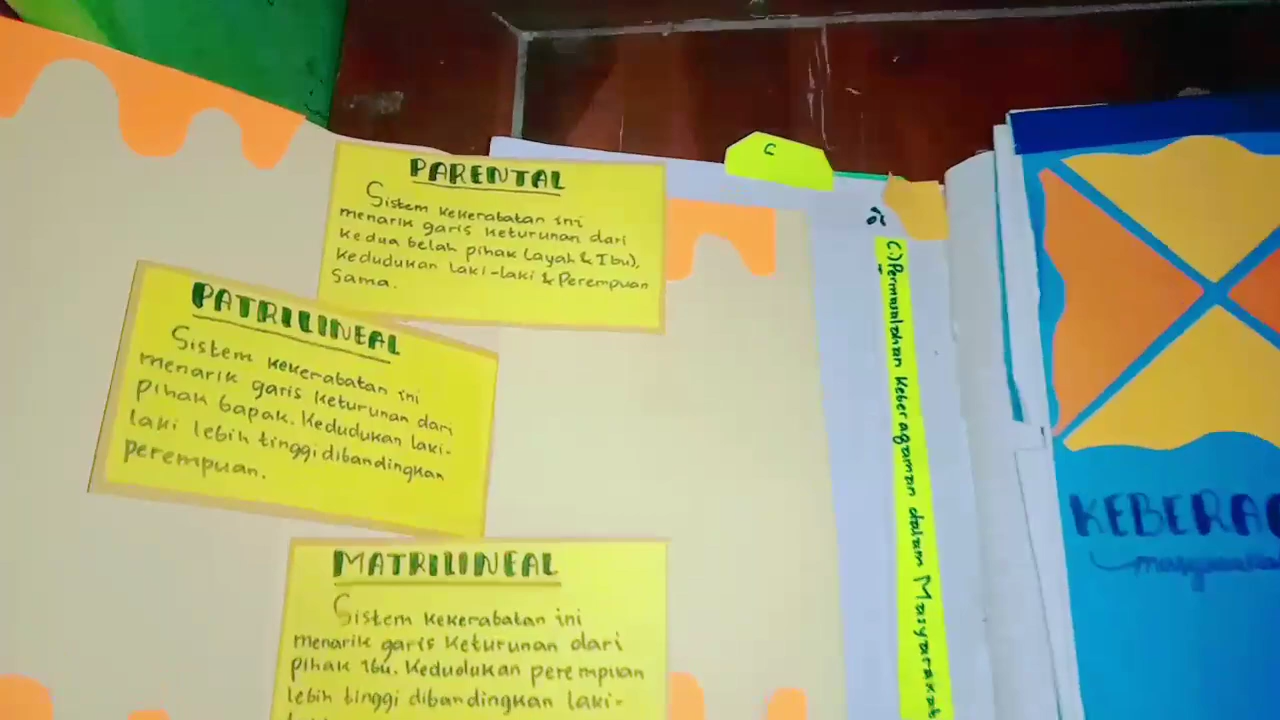 PARENTAL
Sistem kekerabatan ini
menarik garis keturunan dari
kedua belah pihak (ayah & Ibu).
Kedudukan laki-laki & Perempuan
Sama.
PATRILINEAL
Sistem kekerabatan ini
menarik garis keturunan dari
pihak bapak. Kedudukan laki-
laki lebih tinggi dibandingkan
perempuan.
MATRILINEAL
Sistem kekerabatan ini
menarik garis keturunan dari
pihak Ibu. Kedudukan perempuan
lebih tinggi dibandingkan laki-
C
C.) Permasalahan Keberagaman dalam Masyarakat
KEBERAG